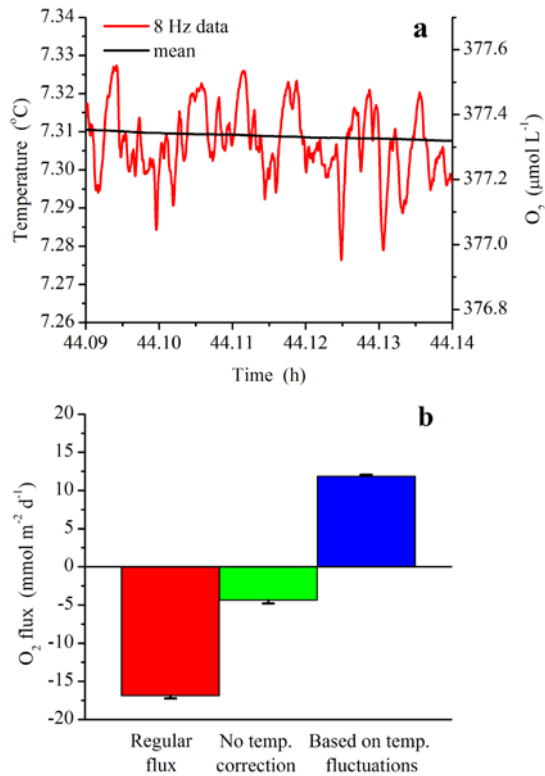 a
8 Hz data
mean
7.34
7.33
7.32
7.31
7.30
7.29
7.28
7.27
7.26
Temperature (°C)
377.6
377.4
377.2
377.0
376.8
O₂ (μmol L⁻¹)
44.09 44.10 44.11 44.12 44.13 44.14
Time (h)
b
20
15
10
5
0
-5
-10
-15
-20
O₂ flux (mmol m⁻² d⁻¹)
Regular No temp. Based on temp.
flux correction fluctuations